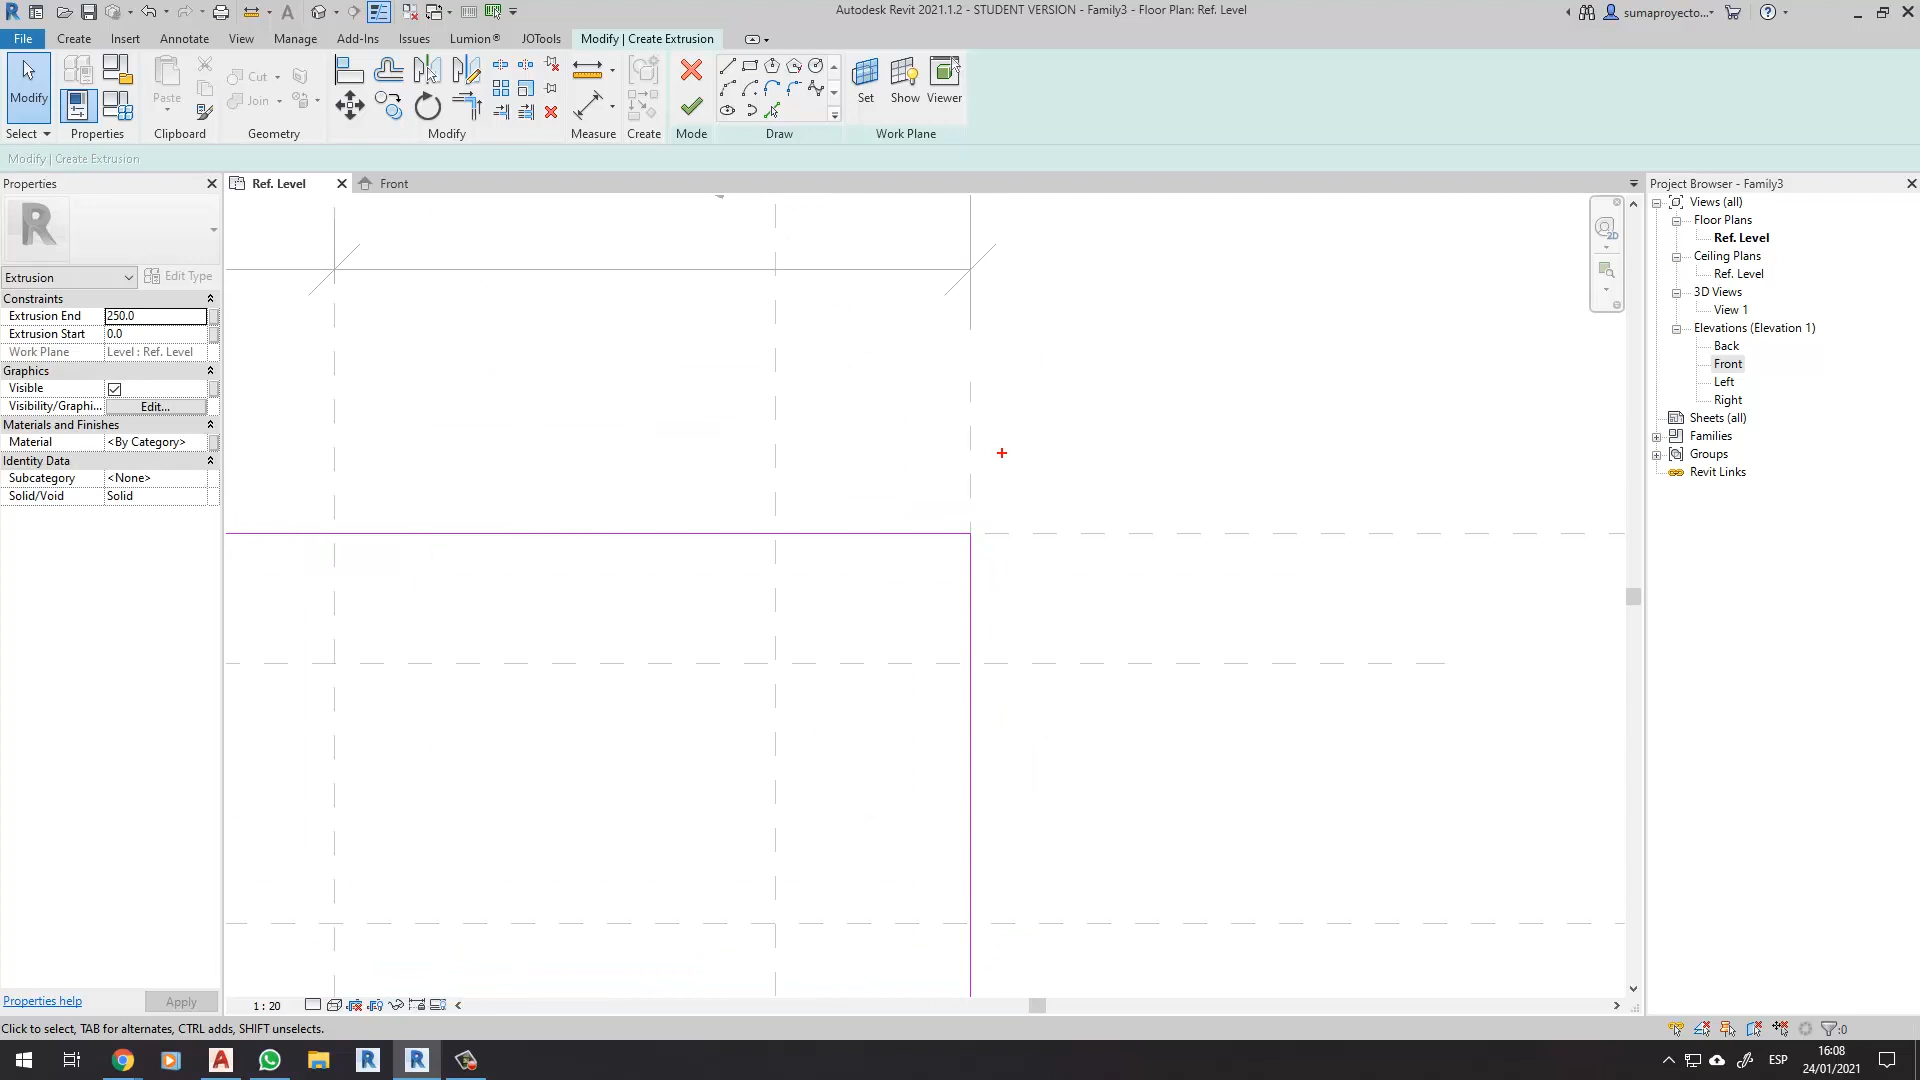 Autodesk Revit 2021.1.2 - STUDENT VERSION - Family3 - Floor Plan: Ref. Level
sumaproyecto...
File Create Insert Annotate View Manage Add-Ins Issues Lumion® JOTools Modify | Create Extrusion
Modify Paste Cut Join Set Show Viewer
Select Properties Clipboard Geometry Modify Measure Create Mode Draw Work Plane
Modify | Create Extrusion
Properties
Ref. Level
Front
Project Browser - Family3
R
Extrusion
Edit Type
Constraints
Extrusion End 250.0
Extrusion Start 0.0
Work Plane Level : Ref. Level
Graphics
Visible
Visibility/Graphi... Edit...
Materials and Finishes
Material <By Category>
Identity Data
Subcategory <None>
Solid/Void Solid
Properties help Apply
2D
Views (all)
Floor Plans
Ref. Level
Ceiling Plans
Ref. Level
3D Views
View 1
Elevations (Elevation 1)
Back
Front
Left
Right
Sheets (all)
Families
Groups
Revit Links
1 : 20
Click to select, TAB for alternates, CTRL adds, SHIFT unselects.
:0
ESP
16:08
24/01/2021